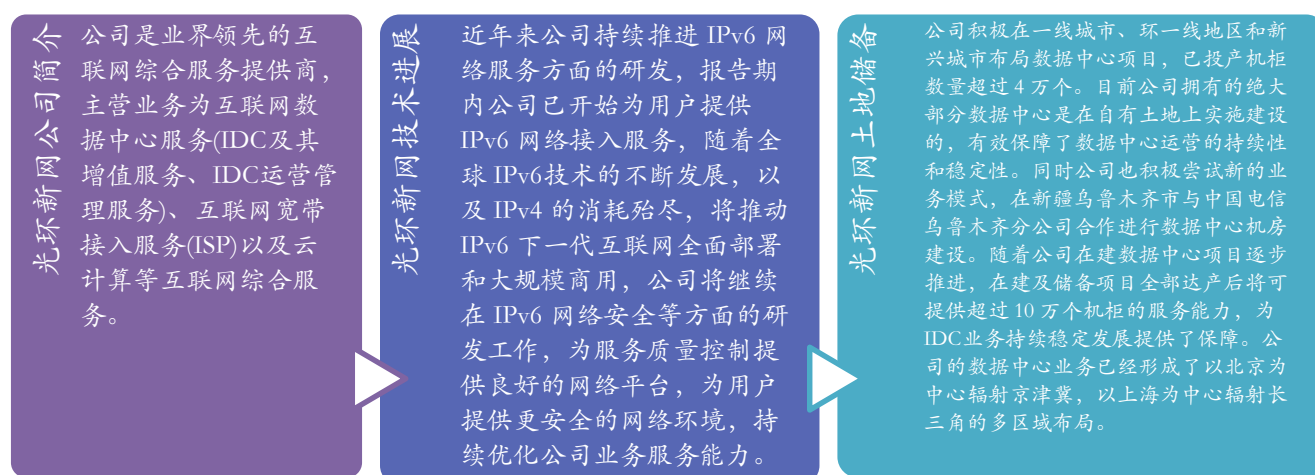 光环新网公司简介
公司是业界领先的互
联网综合服务提供商，
主营业务为互联网数
据中心服务(IDC及其
增值服务、IDC运营管
理服务)、互联网宽带
接入服务(ISP)以及云
计算等互联网综合服
务。
光环新网技术进展
近年来公司持续推进 IPv6 网
络服务方面的研发，报告期
内公司已开始为用户提供
IPv6 网络接入服务，随着全
球 IPv6技术的不断发展，以
及 IPv4 的消耗殆尽，将推动
IPv6 下一代互联网全面部署
和大规模商用，公司将继续
在 IPv6 网络安全等方面的研
发工作，为服务质量控制提
供良好的网络平台，为用户
提供更安全的网络环境，持
续优化公司业务服务能力。
光环新网土地储备
公司积极在一线城市、环一线地区和新
兴城市布局数据中心项目，已投产机柜
数量超过 4 万个。目前公司拥有的绝大
部分数据中心是在自有土地上实施建设
的，有效保障了数据中心运营的持续性
和稳定性。同时公司也积极尝试新的业
务模式，在新疆乌鲁木齐市与中国电信
乌鲁木齐分公司合作进行数据中心机房
建设。随着公司在建数据中心项目逐步
推进，在建及储备项目全部达产后将可
提供超过 10 万个机柜的服务能力，为
IDC业务持续稳定发展提供了保障。公
司的数据中心业务已经形成了以北京为
中心辐射京津冀，以上海为中心辐射长
三角的多区域布局。